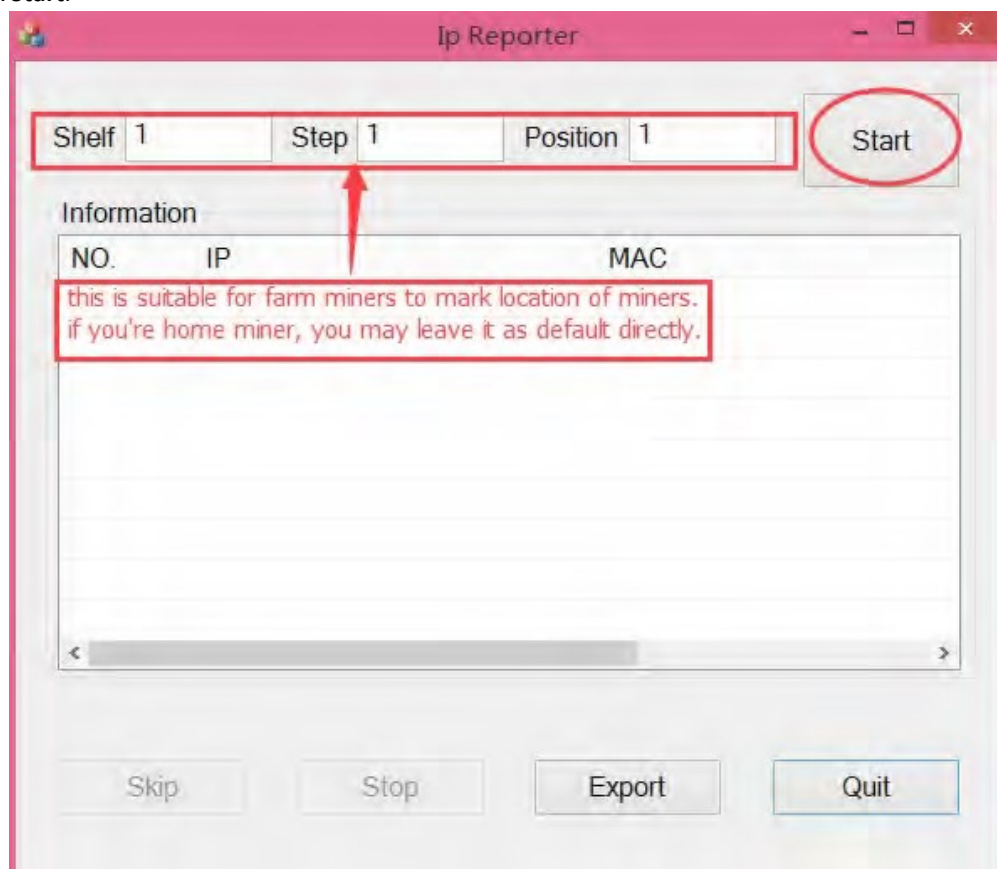 Start.
Ip Reporter
Shelf 1 Step 1 Position 1 Start
Information
NO. IP MAC
this is suitable for farm miners to mark location of miners.
if you're home miner, you may leave it as default directly.
Skip Stop Export Quit